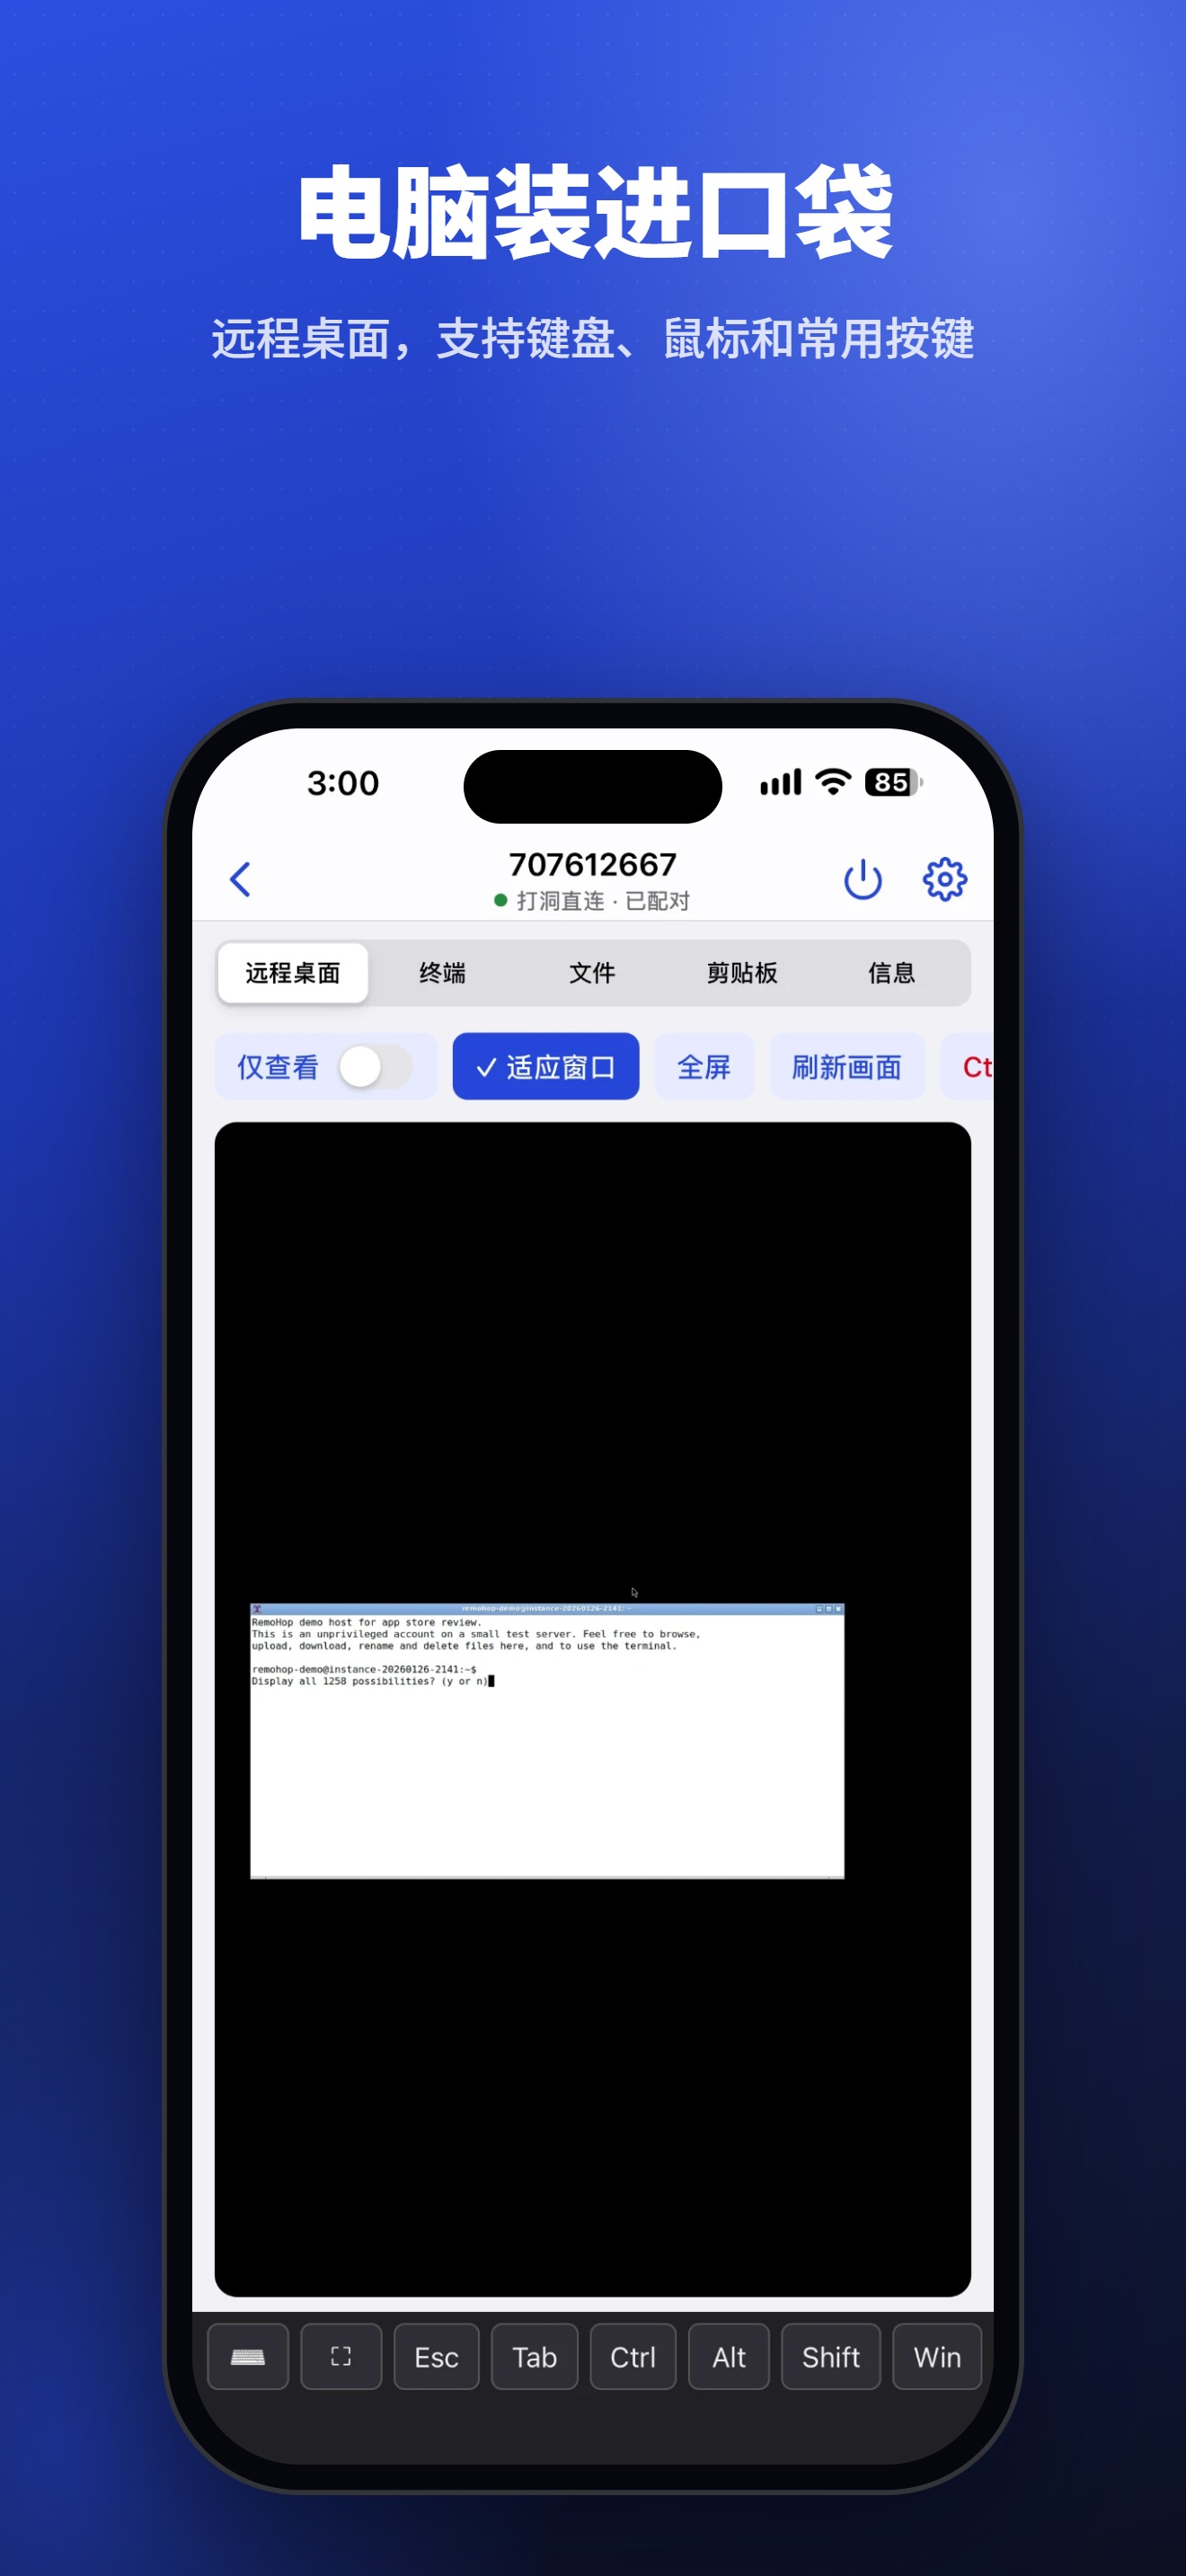 电脑装进口袋
远程桌面，支持键盘、鼠标和常用按键
3:00
85
707612667
打洞直连 · 已配对
远程桌面 终端 文件 剪贴板 信息
仅查看 ✓ 适应窗口 全屏 刷新画面 Ct
remohop-demo@instance-20260126-2141: ~
RemoHop demo host for app store review.
This is an unprivileged account on a small test server. Feel free to browse,
upload, download, rename and delete files here, and to use the terminal.
remohop-demo@instance-20260126-2141:~$
Display all 1258 possibilities? (y or n)
Esc Tab Ctrl Alt Shift Win